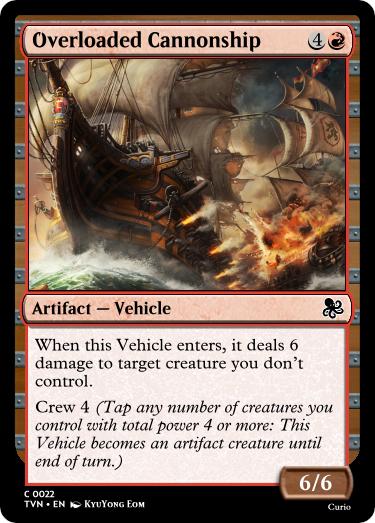 Overloaded Cannonship 4
Artifact — Vehicle
When this Vehicle enters, it deals 6
damage to target creature you don't
control.
Crew 4 (Tap any number of creatures you
control with total power 4 or more: This
Vehicle becomes an artifact creature until
end of turn.)
6/6
C 0022
TVN • EN KyuYong Eom
Curio